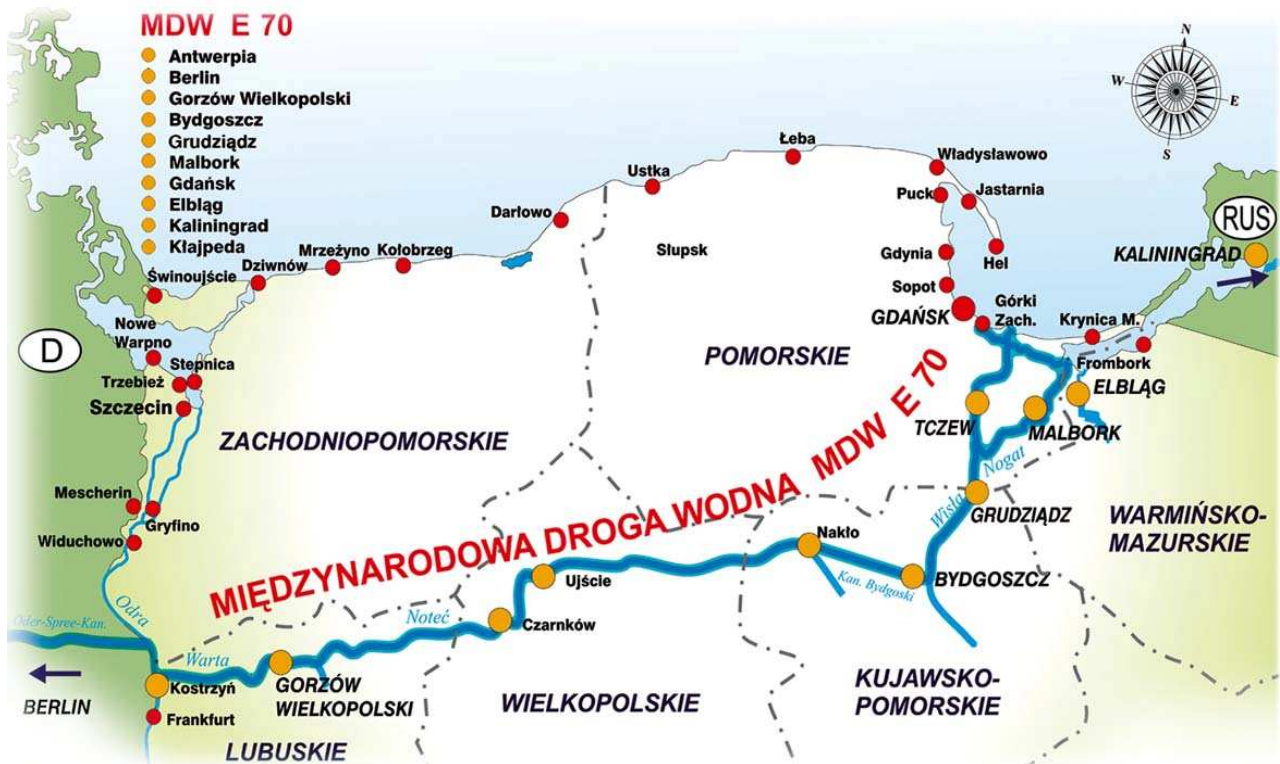 MDW E 70
Antwerpia
Berlin
Gorzów Wielkopolski
Bydgoszcz
Grudziądz
Malbork
Gdańsk
Elbląg
Kaliningrad
Kłajpeda
N
W
E
S
Łeba
Władysławowo
Ustka
Puck
Jastarnia
RUS
Darłowo
Słupsk
Gdynia
Hel
KALININGRAD
Mrzeżyno
Kołobrzeg
Dziwnów
Świnoujście
Sopot
Górki
Zach.
GDAŃSK
Krynica M.
Nowe
Warpno
D
Stepnica
Trzebież
Szczecin
POMORSKIE
Frombork
ELBLĄG
ZACHODNIOPOMORSKIE
TCZEW
MALBORK
Nogat
Wisła
GRUDZIĄDZ
MIĘDZYNARODOWA DROGA WODNA MDW E 70
Mescherin
Gryfino
Widuchowo
WARMIŃSKO-
MAZURSKIE
Nakło
Kan. Bydgoski
BYDGOSZCZ
Ujście
Czarnków
Odra
Oder-Spree-Kan.
Noteć
Warta
Kostrzyń
GORZÓW
WIELKOPOLSKI
BERLIN
Frankfurt
LUBUSKIE
WIELKOPOLSKIE
KUJAWSKO-
POMORSKIE